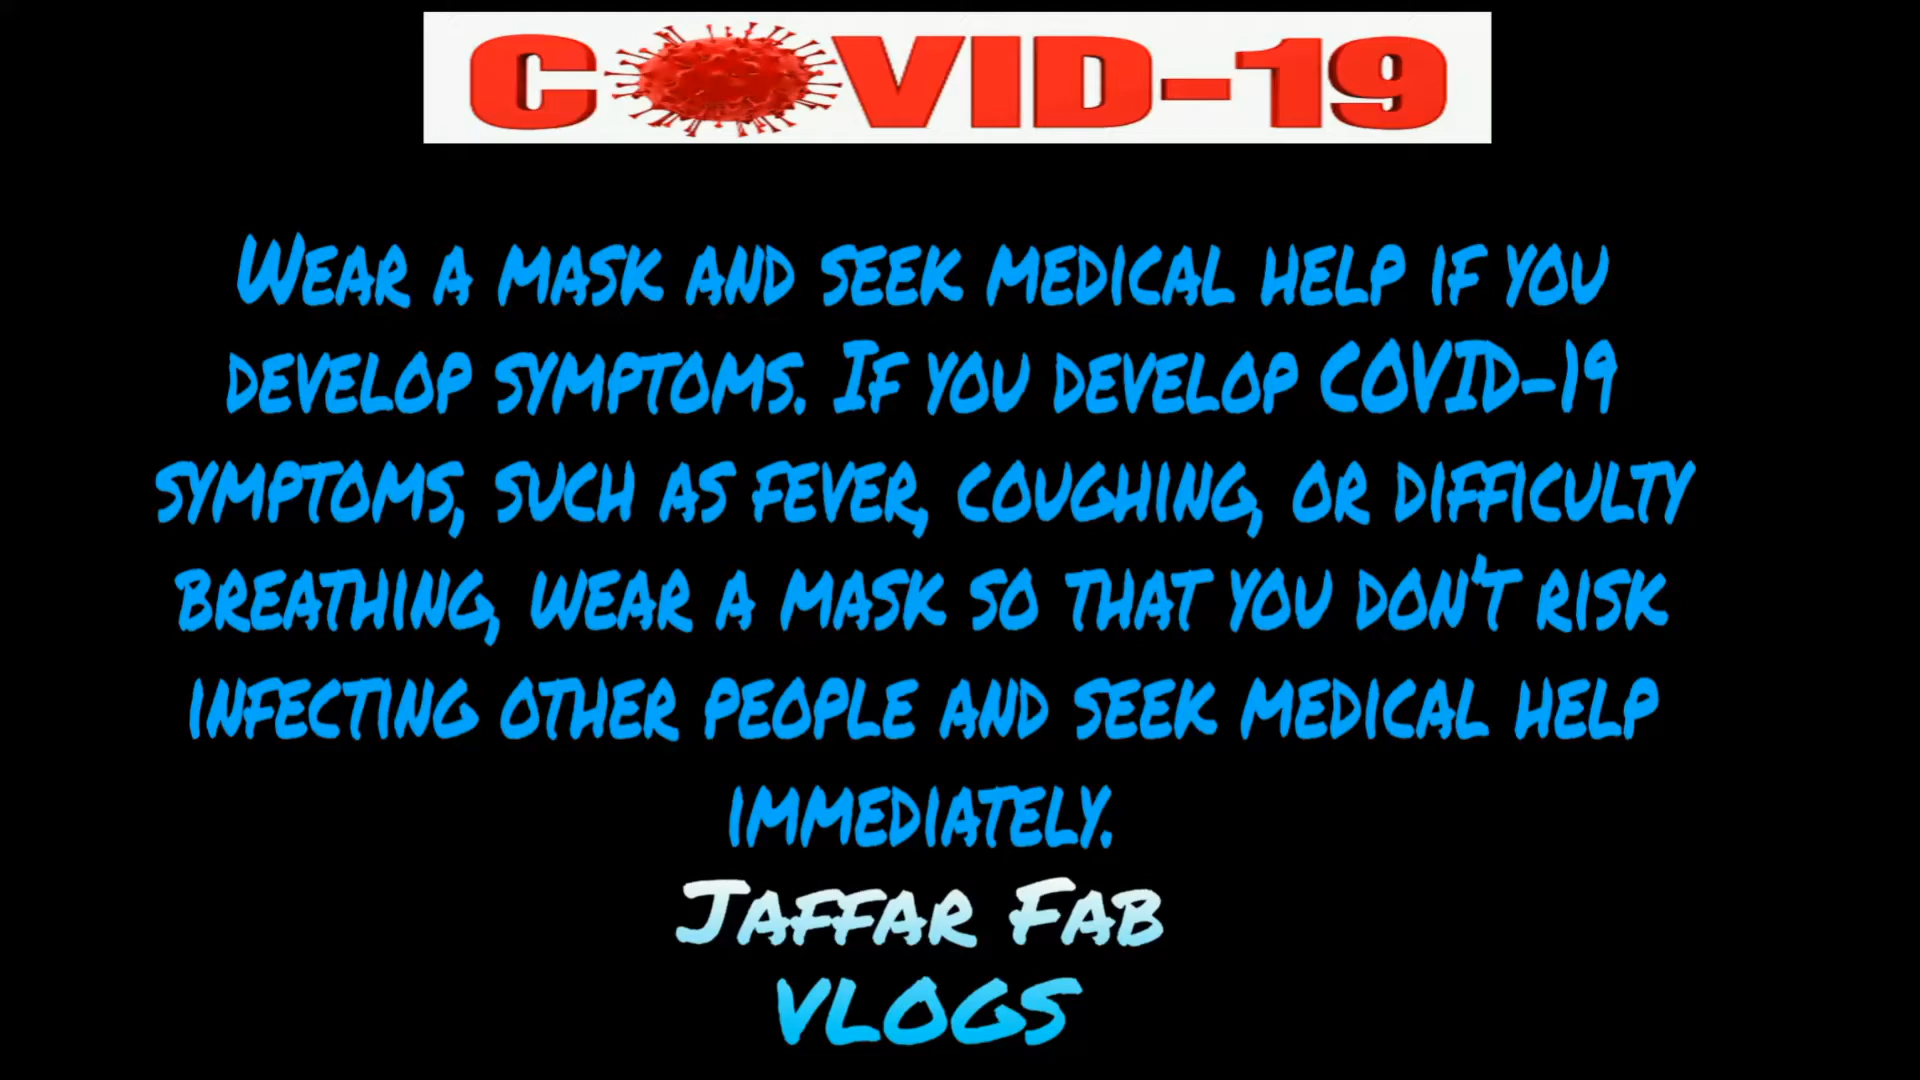 COVID-19
Wear a mask and seek medical help if you
develop symptoms. If you develop COVID-19
symptoms, such as fever, coughing, or difficulty
breathing, wear a mask so that you don't risk
infecting other people and seek medical help
immediately.
Jaffar Fab
VLOGS